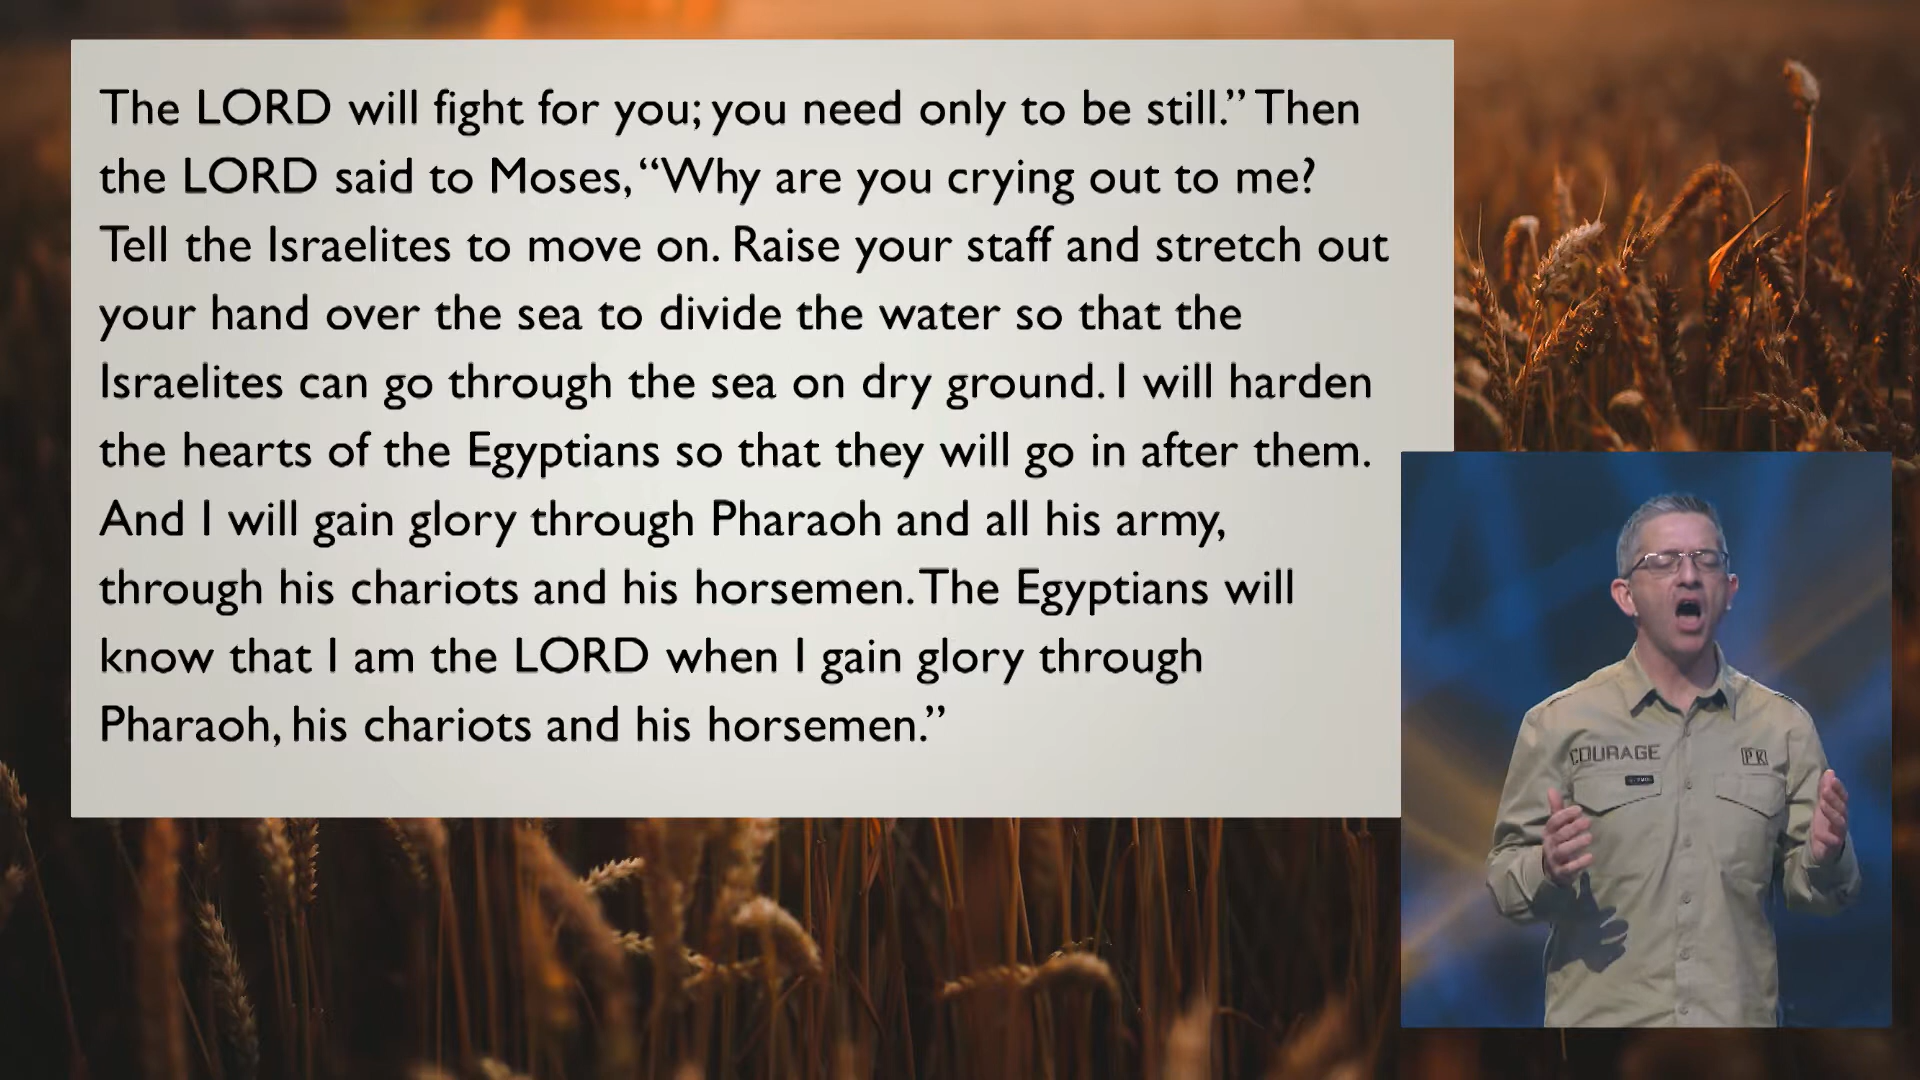 The LORD will fight for you; you need only to be still.” Then
the LORD said to Moses, “Why are you crying out to me?
Tell the Israelites to move on. Raise your staff and stretch out
your hand over the sea to divide the water so that the
Israelites can go through the sea on dry ground. I will harden
the hearts of the Egyptians so that they will go in after them.
And I will gain glory through Pharaoh and all his army,
through his chariots and his horsemen. The Egyptians will
know that I am the LORD when I gain glory through
Pharaoh, his chariots and his horsemen.”
COURAGE
PK